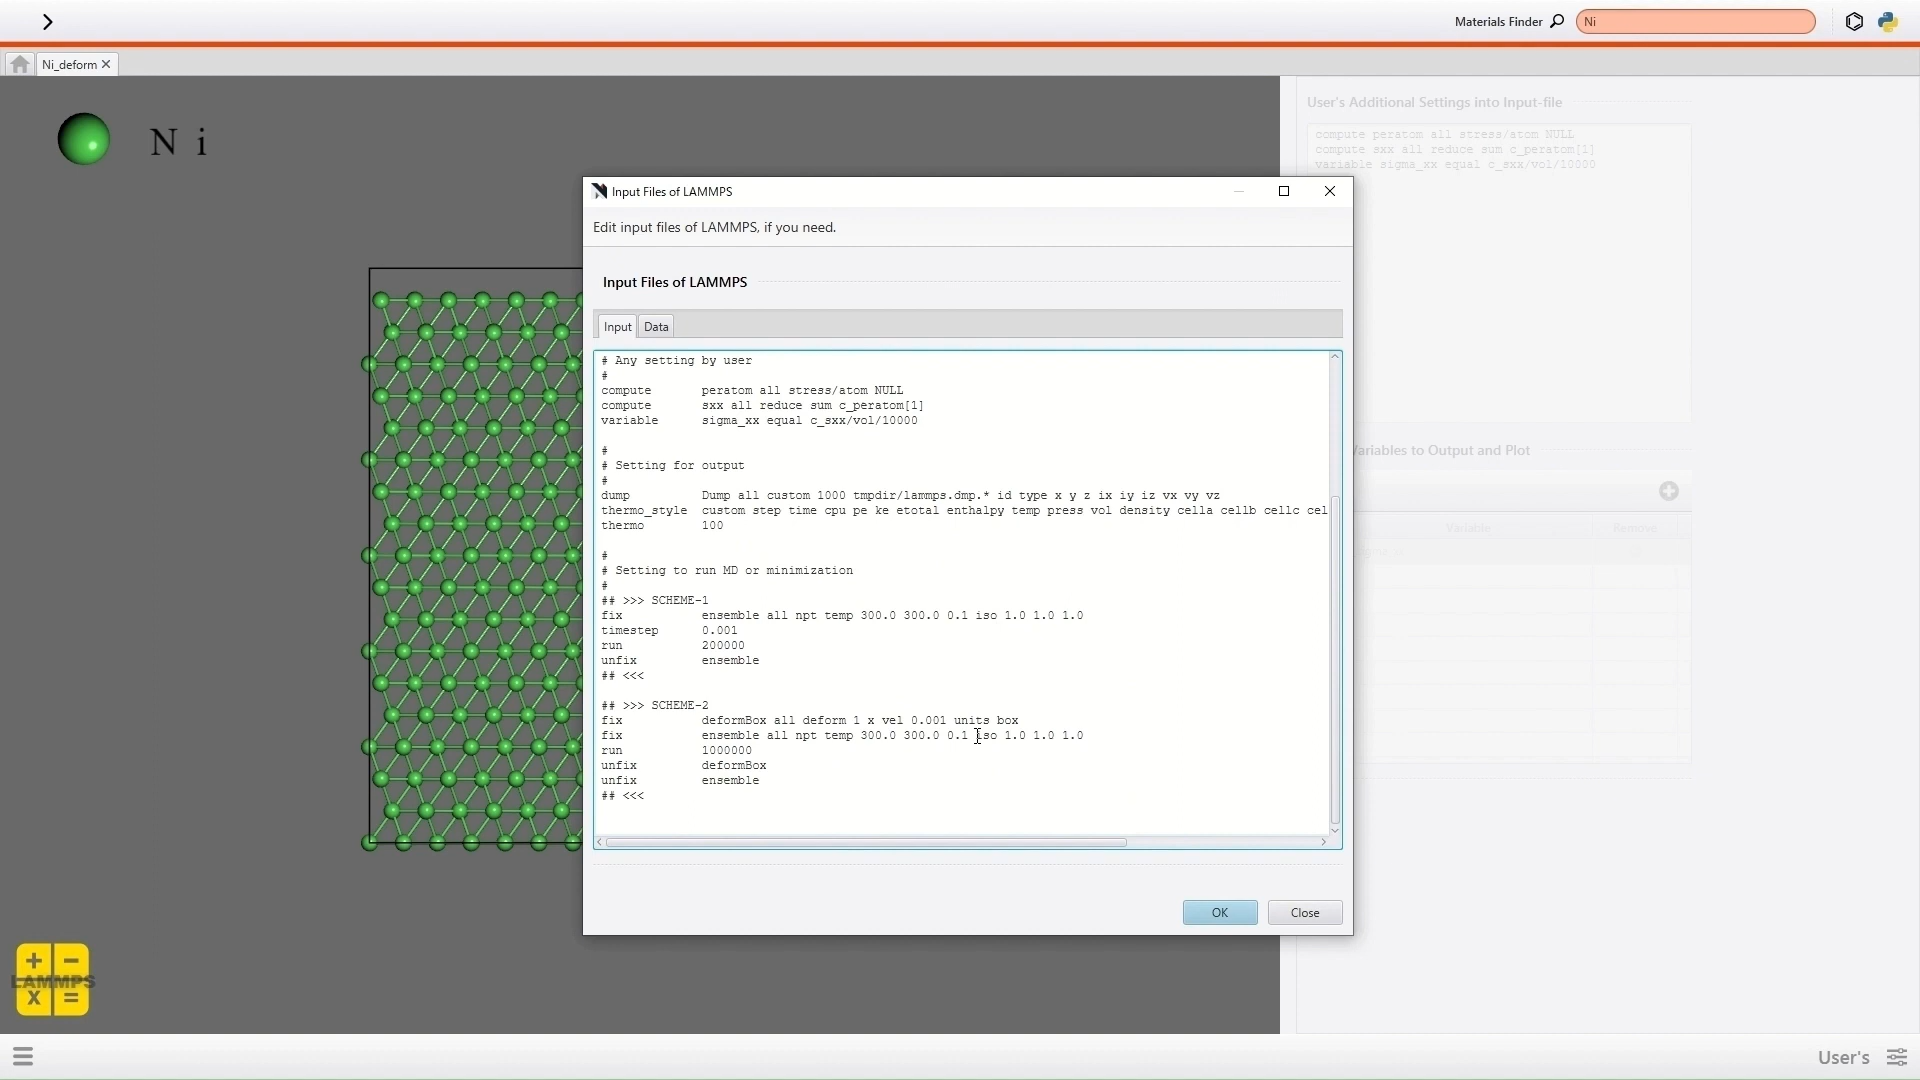 Materials Finder
Ni
Ni_deform
N i
User's Additional Settings into Input-file
compute peratom all stress/atom NULL
compute sxx all reduce sum c_peratom[1]
variable sigma_xx equal c_sxx/vol/10000
Input Files of LAMMPS
Edit input files of LAMMPS, if you need.
Input Files of LAMMPS
Input Data
# Any setting by user
#
compute peratom all stress/atom NULL
compute sxx all reduce sum c_peratom[1]
variable sigma_xx equal c_sxx/vol/10000
#
# Setting for output
#
dump Dump all custom 1000 tmpdir/lammps.dmp.* id type x y z ix iy iz vx vy vz
thermo_style custom step time cpu pe ke etotal enthalpy temp press vol density cella cellb cellc cel
thermo 100
#
# Setting to run MD or minimization
#
## >>> SCHEME-1
fix ensemble all npt temp 300.0 300.0 0.1 iso 1.0 1.0 1.0
timestep 0.001
run 200000
unfix ensemble
## <<<
## >>> SCHEME-2
fix deformBox all deform 1 x vel 0.001 units box
fix ensemble all npt temp 300.0 300.0 0.1 iso 1.0 1.0 1.0
run 1000000
unfix deformBox
unfix ensemble
## <<<
OK
Close
Variables to Output and Plot
Variable Remove
LAMMPS
+ −
x =
User's